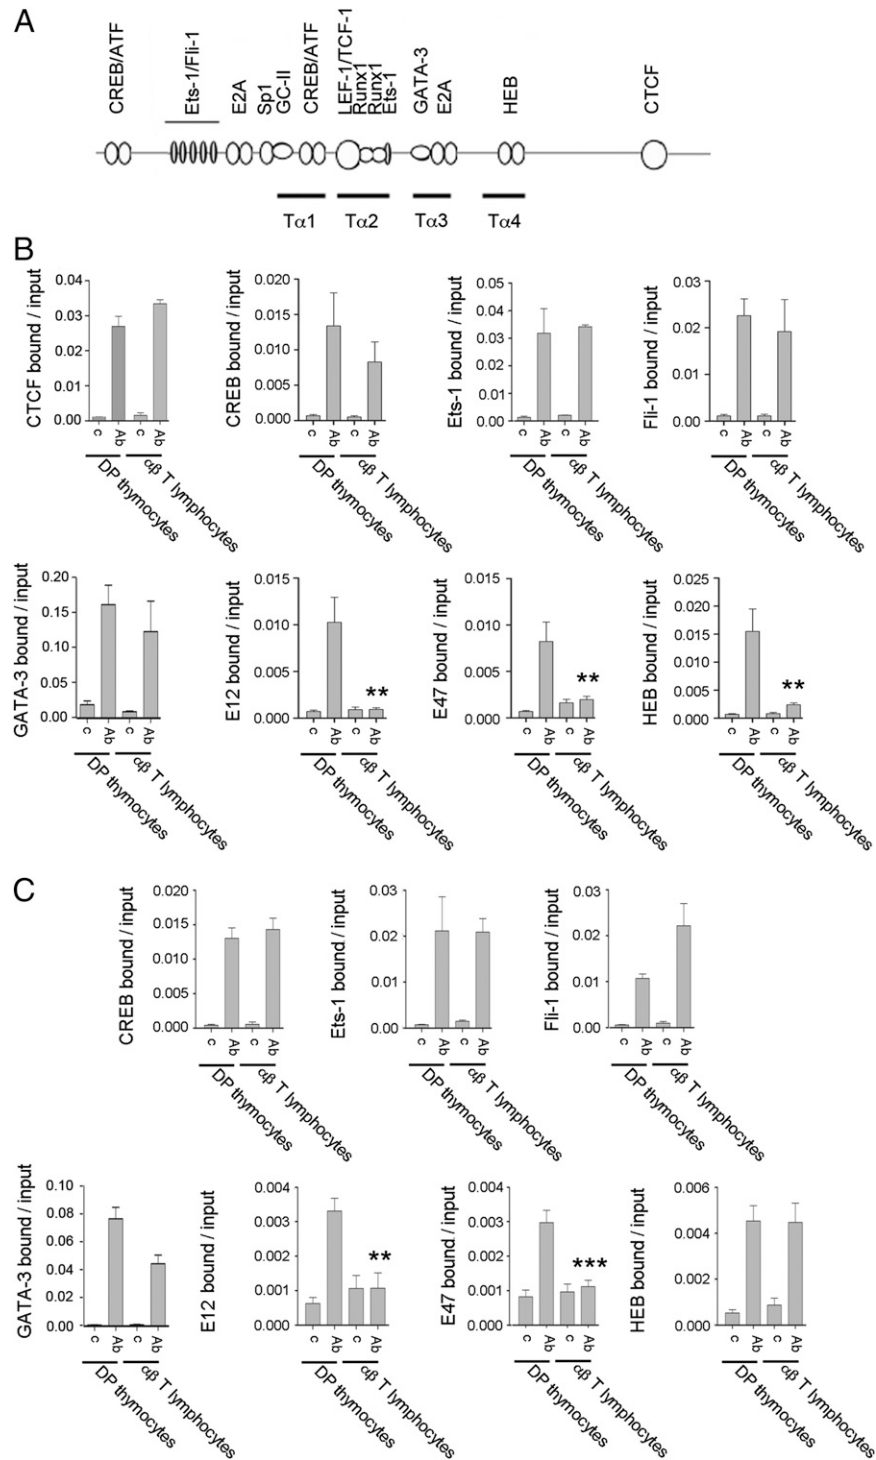 A
CREB/ATF
Ets-1/Fli-1
E2A
Sp1
GC-II
CREB/ATF
LEF-1/TCF-1
Runx1
Runx1
Ets-1
GATA-3
E2A
HEB
CTCF
Tα1 Tα2 Tα3 Tα4
B
CTCF bound / input
0.04
0.03
0.02
0.01
0.00
c Ab c Ab
DP thymocytes
αβ T lymphocytes
CREB bound / input
0.020
0.015
0.010
0.005
0.000
c Ab c Ab
DP thymocytes
αβ T lymphocytes
Ets-1 bound / input
0.05
0.04
0.03
0.02
0.01
0.00
c Ab c Ab
DP thymocytes
αβ T lymphocytes
Fli-1 bound / input
0.03
0.02
0.01
0.00
c Ab c Ab
DP thymocytes
αβ T lymphocytes
GATA-3 bound / input
0.20
0.15
0.10
0.05
0.00
c Ab c Ab
DP thymocytes
αβ T lymphocytes
E12 bound / input
0.015
0.010
0.005
0.000
**
c Ab c Ab
DP thymocytes
αβ T lymphocytes
E47 bound / input
0.015
0.010
0.005
0.000
**
c Ab c Ab
DP thymocytes
αβ T lymphocytes
HEB bound / input
0.025
0.020
0.015
0.010
0.005
0.000
**
c Ab c Ab
DP thymocytes
αβ T lymphocytes
C
CREB bound / input
0.020
0.015
0.010
0.005
0.000
c Ab c Ab
DP thymocytes
αβ T lymphocytes
Ets-1 bound / input
0.03
0.02
0.01
0.00
c Ab c Ab
DP thymocytes
αβ T lymphocytes
Fli-1 bound / input
0.03
0.02
0.01
0.00
c Ab c Ab
DP thymocytes
αβ T lymphocytes
GATA-3 bound / input
0.10
0.08
0.06
0.04
0.02
0.00
c Ab c Ab
DP thymocytes
αβ T lymphocytes
E12 bound / input
0.004
0.003
0.002
0.001
0.000
**
c Ab c Ab
DP thymocytes
αβ T lymphocytes
E47 bound / input
0.004
0.003
0.002
0.001
0.000
***
c Ab c Ab
DP thymocytes
αβ T lymphocytes
HEB bound / input
0.006
0.004
0.002
0.000
c Ab c Ab
DP thymocytes
αβ T lymphocytes